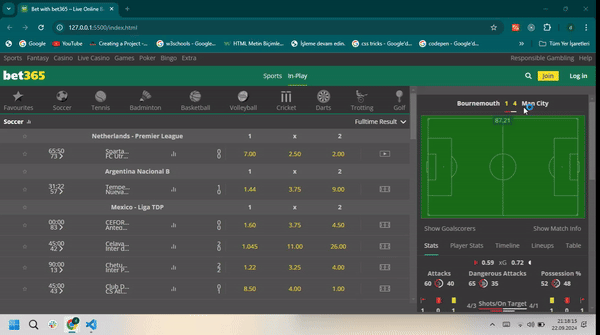 Bet with bet365 – Live Online B
127.0.0.1:5500/index.html
Google
YouTube
Creating a Project -...
w3schools - Google'd...
HTML Metin Biçimle...
İşleme devam edin.
css tricks - Google'd...
codepen - Google'd...
Tüm Yer İşaretleri
Sports Fantasy Casino Live Casino Games Poker Bingo Extra
Responsible Gambling Help
bet365
Sports In-Play
Join Log in
Favourites Soccer Tennis Badminton Basketball Volleyball Cricket Darts Trotting Golf
Soccer
Fulltime Result
Netherlands - Premier League 1 x 2
65:50 Sparta... 0
73 FC Utr... 0
7.00 2.50 2.00
Argentina Nacional B 1 x 2
31:22 Tempe... 1
57 Nueva... 0
1.44 3.75 9.00
Mexico - Liga TDP 1 x 2
00:00 CEFOR...
83 Anteq... 0
1.60 3.75 4.50
45:00 Celaya... 2
42 Inter d...
1.045 11.00 26.00
90:00 Chetu... 2
13 Inter P... 2
1.22 3.25 4.00
45:00 Club D...
43 CS Atl...
8.50 4.00 1.00
Bournemouth 1 4 Man City
87,21
Show Goalscorers Show Match Info
Stats Player Stats Timeline Lineups Table
0.59 xG 0.72
Attacks Dangerous Attacks Possession %
60 40 65 35 52 48
4/3 Shots/On Target 4/1
1 0 1 1 0 1
21:18:15
22.09.2024